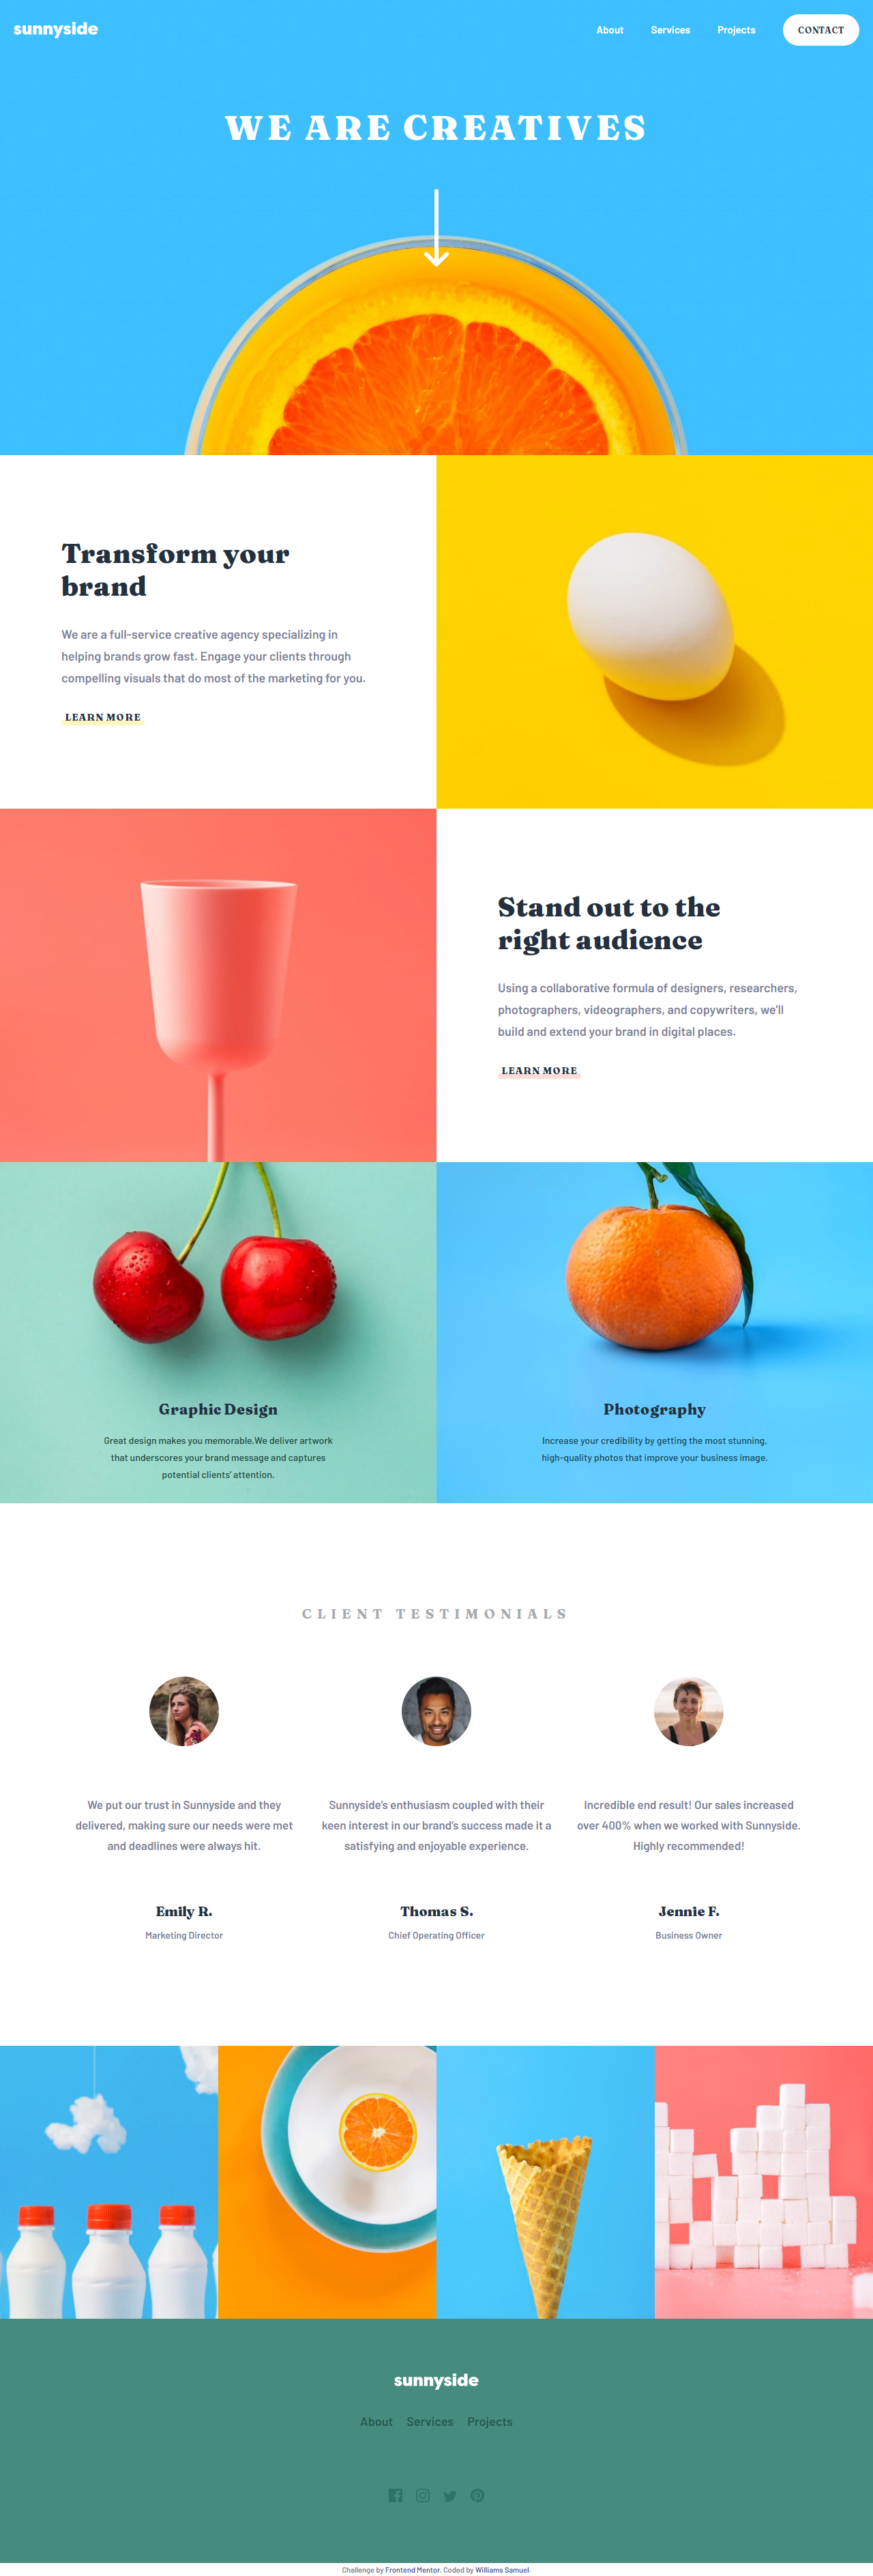 sunnyside
About Services Projects CONTACT
WE ARE CREATIVES
Transform your
brand
We are a full-service creative agency specializing in
helping brands grow fast. Engage your clients through
compelling visuals that do most of the marketing for you.
LEARN MORE
Stand out to the
right audience
Using a collaborative formula of designers, researchers,
photographers, videographers, and copywriters, we'll
build and extend your brand in digital places.
LEARN MORE
Graphic Design
Great design makes you memorable.We deliver artwork
that underscores your brand message and captures
potential clients' attention.
Photography
Increase your credibility by getting the most stunning,
high-quality photos that improve your business image.
CLIENT TESTIMONIALS
We put our trust in Sunnyside and they
delivered, making sure our needs were met
and deadlines were always hit.
Emily R.
Marketing Director
Sunnyside's enthusiasm coupled with their
keen interest in our brand's success made it a
satisfying and enjoyable experience.
Thomas S.
Chief Operating Officer
Incredible end result! Our sales increased
over 400% when we worked with Sunnyside.
Highly recommended!
Jennie F.
Business Owner
sunnyside
About Services Projects
Challenge by Frontend Mentor. Coded by Williams Samuel.